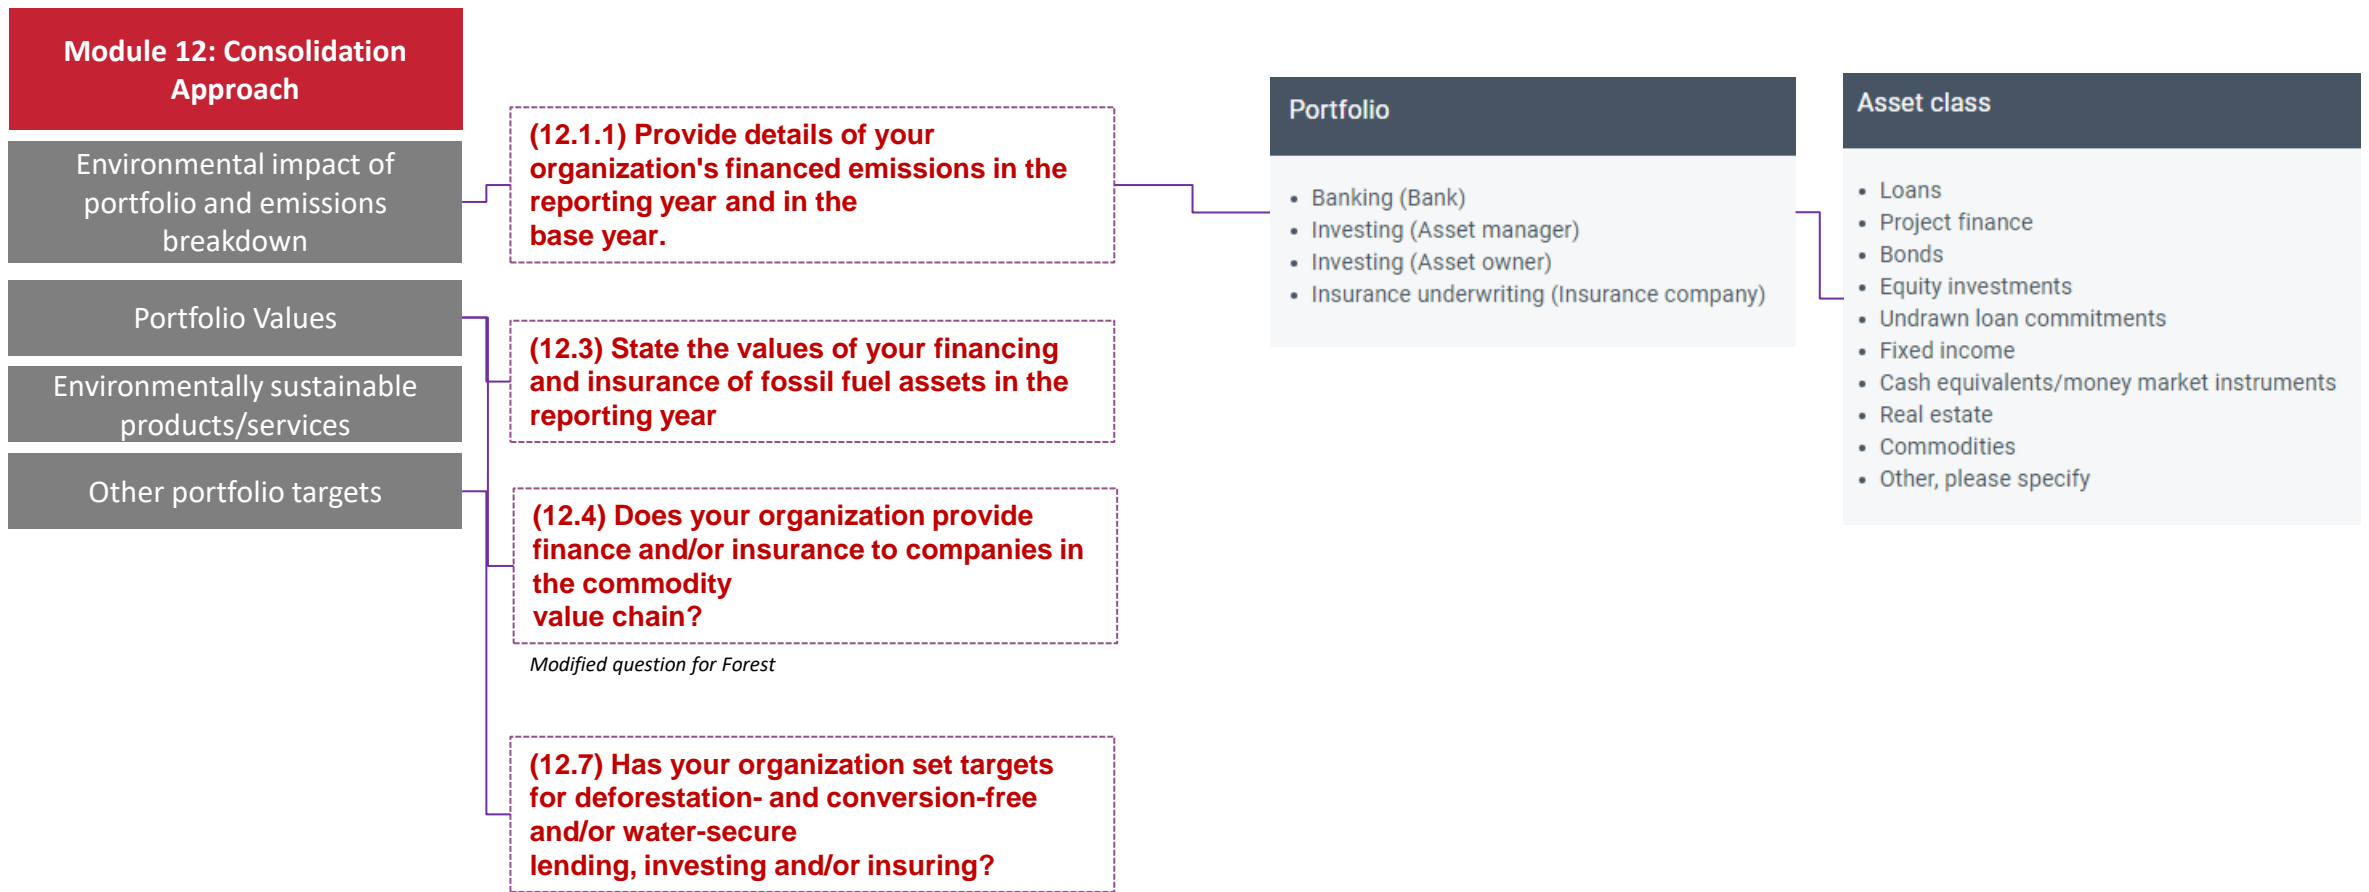 Module 12: Consolidation
Approach
Environmental impact of
portfolio and emissions
breakdown
Portfolio Values
Environmentally sustainable
products/services
Other portfolio targets
(12.1.1) Provide details of your
organization's financed emissions in the
reporting year and in the
base year.
(12.3) State the values of your financing
and insurance of fossil fuel assets in the
reporting year
(12.4) Does your organization provide
finance and/or insurance to companies in
the commodity
value chain?
Modified question for Forest
(12.7) Has your organization set targets
for deforestation- and conversion-free
and/or water-secure
lending, investing and/or insuring?
Portfolio
• Banking (Bank)
• Investing (Asset manager)
• Investing (Asset owner)
• Insurance underwriting (Insurance company)
Asset class
• Loans
• Project finance
• Bonds
• Equity investments
• Undrawn loan commitments
• Fixed income
• Cash equivalents/money market instruments
• Real estate
• Commodities
• Other, please specify